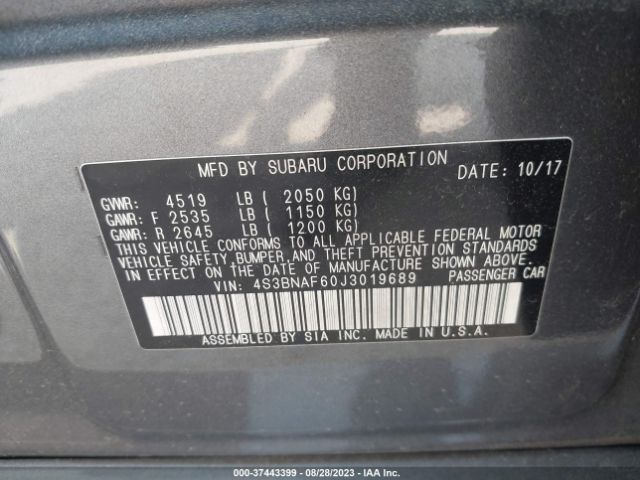 MFD BY SUBARU CORPORATION
DATE: 10/17
GVWR: 4519 LB ( 2050 KG)
GAWR: F 2535 LB ( 1150 KG)
GAWR: R 2645 LB ( 1200 KG)
THIS VEHICLE CONFORMS TO ALL APPLICABLE FEDERAL MOTOR
VEHICLE SAFETY, BUMPER, AND THEFT PREVENTION STANDARDS
IN EFFECT ON THE DATE OF MANUFACTURE SHOWN ABOVE.
VIN: 4S3BNAF60J3019689 PASSENGER CAR
ASSEMBLED BY SIA INC. MADE IN U.S.A.
000-37443399 - 08/28/2023 - IAA Inc.